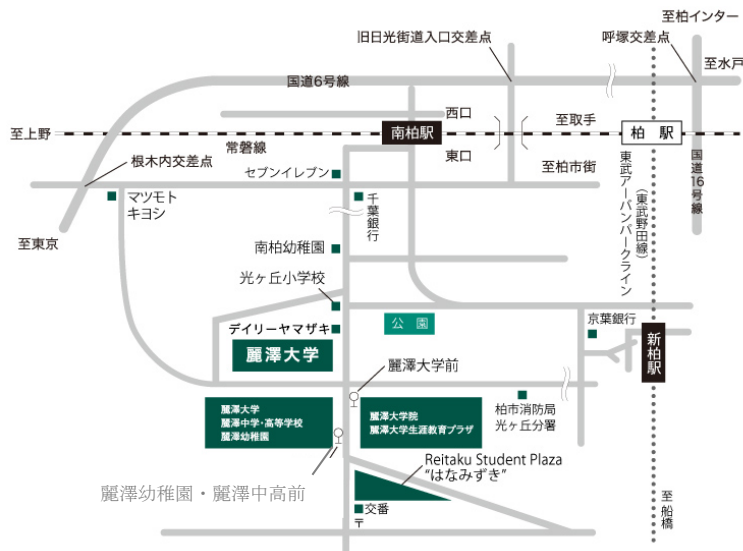 至柏インター
旧日光街道入口交差点
呼塚交差点
至水戸
国道6号線
西口
至取手
至上野
南柏駅
柏 駅
常磐線
東口
根木内交差点
セブンイレブン
至柏市街
国道16号線
マツモト
キヨシ
千葉銀行
東武アーバンパークライン
（東武野田線）
至東京
南柏幼稚園
光ヶ丘小学校
公 園
京葉銀行
デイリーヤマザキ
新柏駅
麗澤大学
麗澤大学前
麗澤大学
麗澤中学・高等学校
麗澤幼稚園
麗澤大学院
麗澤大学生涯教育プラザ
柏市消防局
光ヶ丘分署
Reitaku Student Plaza
“はなみずき”
麗澤幼稚園・麗澤中高前
交番
〒
至船橋